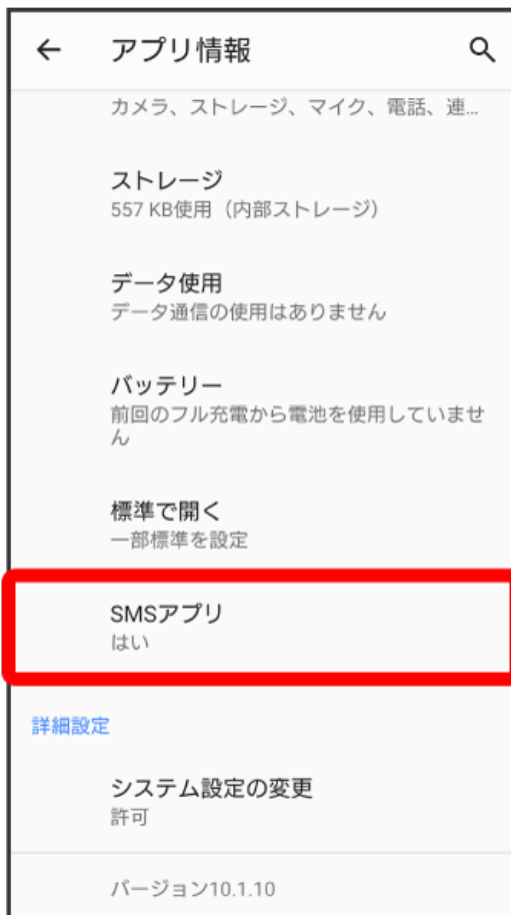 アプリ情報
カメラ、ストレージ、マイク、電話、連...
ストレージ
557 KB使用（内部ストレージ）
データ使用
データ通信の使用はありません
バッテリー
前回のフル充電から電池を使用していませ
ん
標準で開く
一部標準を設定
SMSアプリ
はい
詳細設定
システム設定の変更
許可
バージョン10.1.10